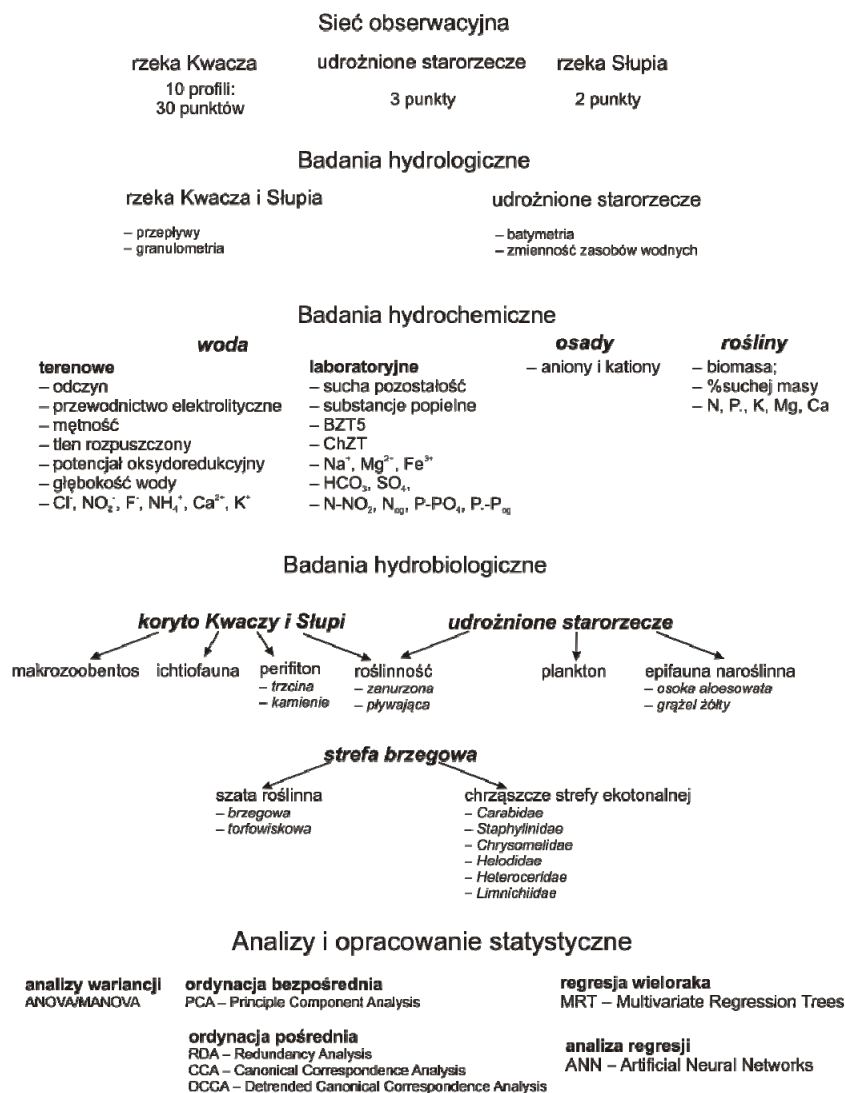 Sieć obserwacyjna
rzeka Kwacza
10 profili:
30 punktów
udrożnione starorzecze
3 punkty
rzeka Słupia
2 punkty
Badania hydrologiczne
rzeka Kwacza i Słupia
– przepływy
– granulometria
udrożnione starorzecze
– batymetria
– zmienność zasobów wodnych
Badania hydrochemiczne
woda
terenowe
– odczyn
– przewodnictwo elektrolityczne
– mętność
– tlen rozpuszczony
– potencjał oksydoredukcyjny
– głębokość wody
– Cl⁻, NO₂⁻, F⁻, NH₄⁺, Ca²⁺, K⁺
laboratoryjne
– sucha pozostałość
– substancje popielne
– BZT5
– ChZT
– Na⁺, Mg²⁺, Fe³⁺
– HCO₃, SO₄,
– N-NO₂, Nog, P-PO₄, P.-Pog
osady
– aniony i kationy
rośliny
– biomasa;
– %suchej masy
– N, P., K, Mg, Ca
Badania hydrobiologiczne
koryto Kwaczy i Słupi
udrożnione starorzecze
makrozoobentos
ichtiofauna
perifiton
– trzcina
– kamienie
roślinność
– zanurzona
– pływająca
plankton
epifauna naroślinna
– osoka aloesowata
– grążel żółty
strefa brzegowa
szata roślinna
– brzegowa
– torfowiskowa
chrząszcze strefy ekotonalnej
– Carabidae
– Staphylinidae
– Chrysomelidae
– Helodidae
– Heteroceridae
– Limnichiidae
Analizy i opracowanie statystyczne
analizy wariancji
ANOVA/MANOVA
ordynacja bezpośrednia
PCA – Principle Component Analysis
ordynacja pośrednia
RDA – Redundancy Analysis
CCA – Canonical Correspondence Analysis
DCCA – Detrended Canonical Correspondence Analysis
regresja wieloraka
MRT – Multivariate Regression Trees
analiza regresji
ANN – Artificial Neural Networks